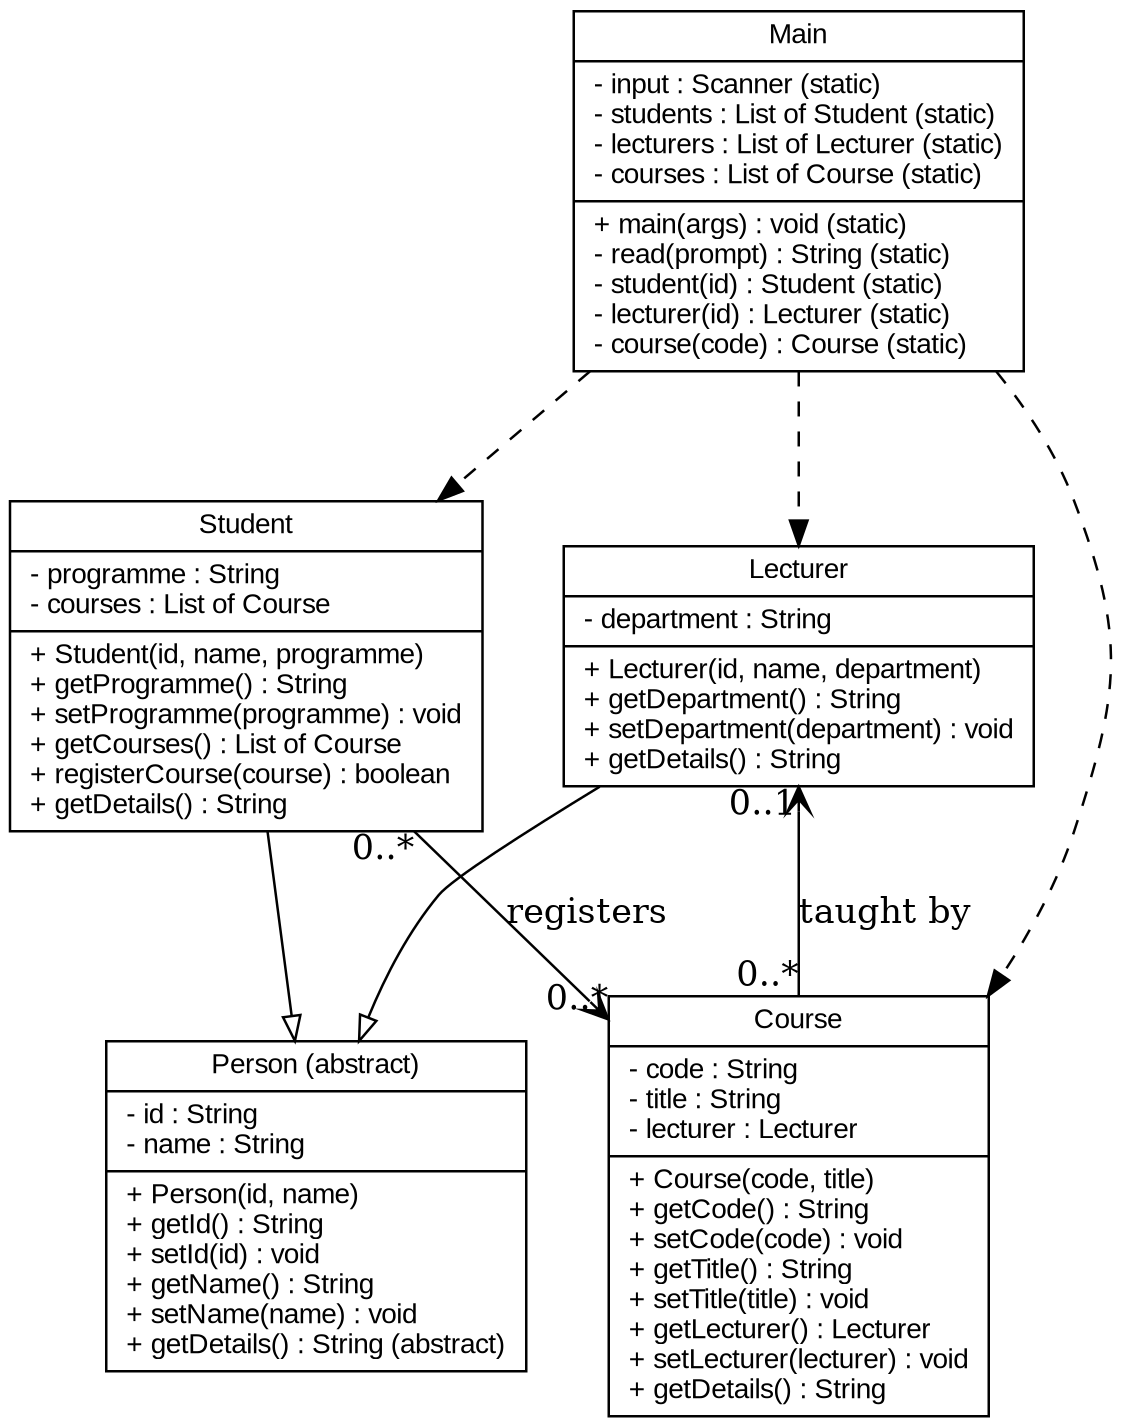 Main
- input : Scanner (static)
- students : List of Student (static)
- lecturers : List of Lecturer (static)
- courses : List of Course (static)
+ main(args) : void (static)
- read(prompt) : String (static)
- student(id) : Student (static)
- lecturer(id) : Lecturer (static)
- course(code) : Course (static)
Student
- programme : String
- courses : List of Course
+ Student(id, name, programme)
+ getProgramme() : String
+ setProgramme(programme) : void
+ getCourses() : List of Course
+ registerCourse(course) : boolean
+ getDetails() : String
Lecturer
- department : String
+ Lecturer(id, name, department)
+ getDepartment() : String
+ setDepartment(department) : void
+ getDetails() : String
0..1
0..*
registers
taught by
0..*
0..*
Person (abstract)
- id : String
- name : String
+ Person(id, name)
+ getId() : String
+ setId(id) : void
+ getName() : String
+ setName(name) : void
+ getDetails() : String (abstract)
Course
- code : String
- title : String
- lecturer : Lecturer
+ Course(code, title)
+ getCode() : String
+ setCode(code) : void
+ getTitle() : String
+ setTitle(title) : void
+ getLecturer() : Lecturer
+ setLecturer(lecturer) : void
+ getDetails() : String